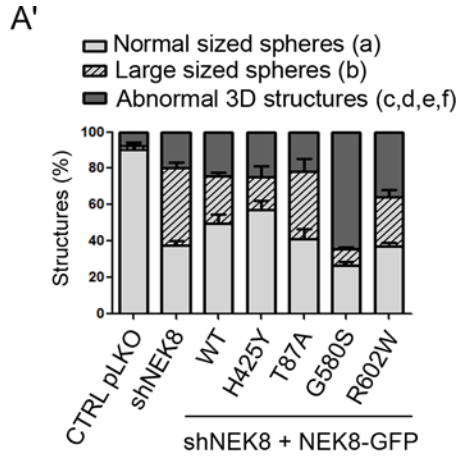 A'
Normal sized spheres (a)
Large sized spheres (b)
Abnormal 3D structures (c,d,e,f)
Structures (%)
100
80
60
40
20
0
CTRL pLKO
shNEK8
WT
H425Y
T87A
G580S
R602W
shNEK8 + NEK8-GFP